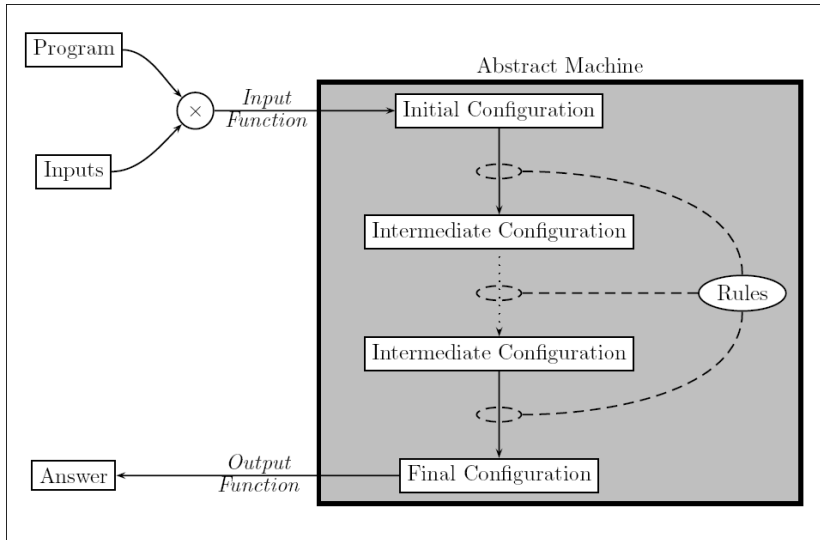 Program
Abstract Machine
×
Input
Function
Initial Configuration
Inputs
Intermediate Configuration
Rules
Intermediate Configuration
Answer
Output
Function
Final Configuration